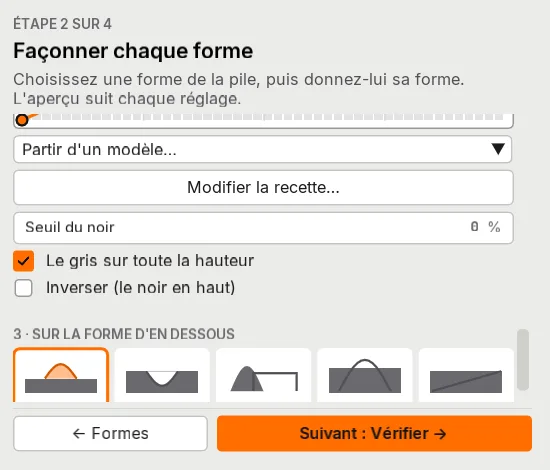 ÉTAPE 2 SUR 4
Façonner chaque forme
Choisissez une forme de la pile, puis donnez-lui sa forme.
L'aperçu suit chaque réglage.
Partir d'un modèle...
Modifier la recette...
Seuil du noir 0 %
Le gris sur toute la hauteur
Inverser (le noir en haut)
3 · SUR LA FORME D'EN DESSOUS
← Formes
Suivant : Vérifier →